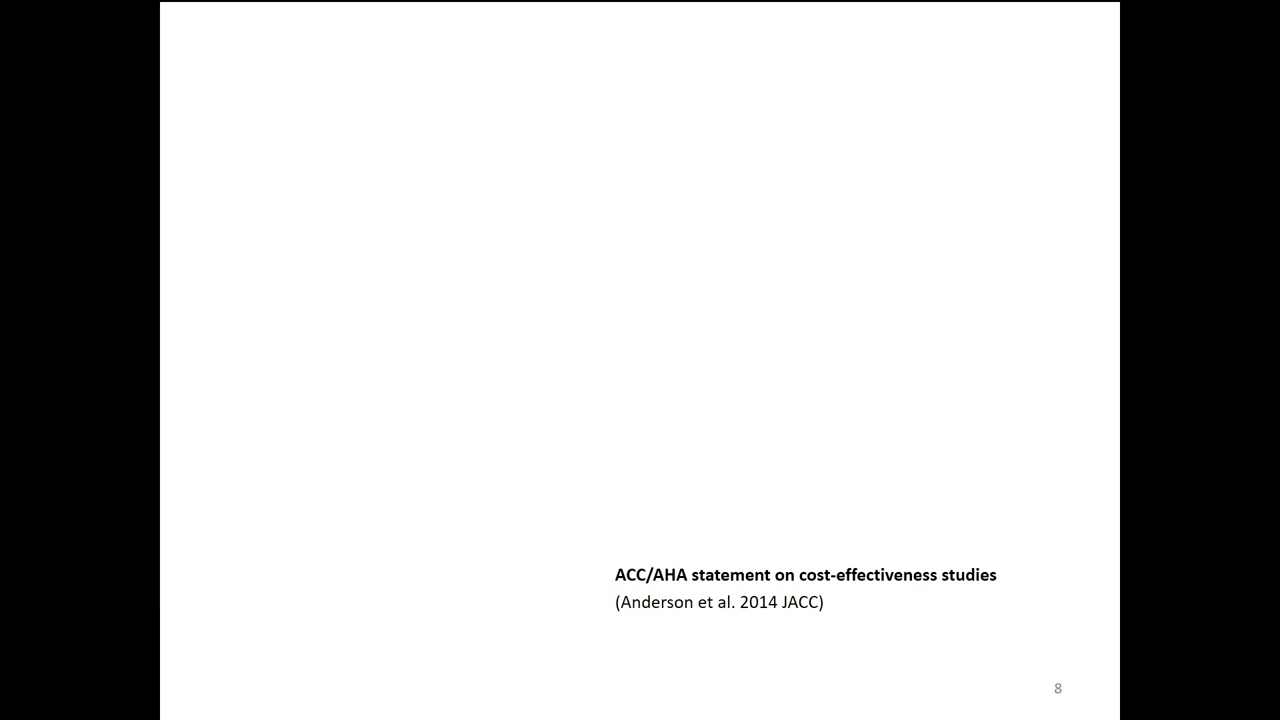 ACC/AHA statement on cost-effectiveness studies
(Anderson et al. 2014 JACC)
8